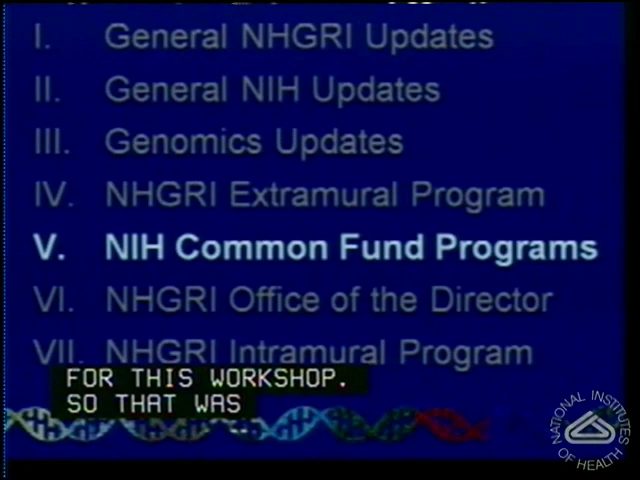 I. General NHGRI Updates
II. General NIH Updates
III. Genomics Updates
IV. NHGRI Extramural Program
V. NIH Common Fund Programs
VI. NHGRI Office of the Director
VII. NHGRI Intramural Program
FOR THIS WORKSHOP.
SO THAT WAS
NATIONAL INSTITUTES OF HEALTH